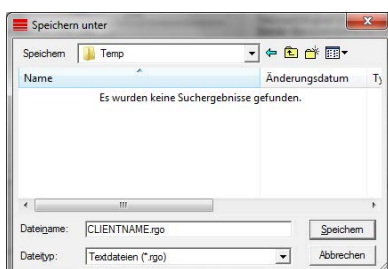 Speichern unter
Speichern Temp
Name Änderungsdatum Ty
Es wurden keine Suchergebnisse gefunden.
Dateiname: CLIENTNAME.rgo Speichern
Dateityp: Textdateien (*.rgo) Abbrechen